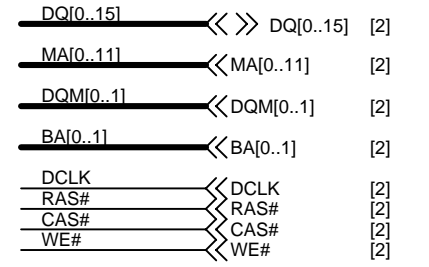 DQ[0..15] DQ[0..15] [2]
MA[0..11] MA[0..11] [2]
DQM[0..1] DQM[0..1] [2]
BA[0..1] BA[0..1] [2]
DCLK DCLK [2]
RAS# RAS# [2]
CAS# CAS# [2]
WE# WE# [2]